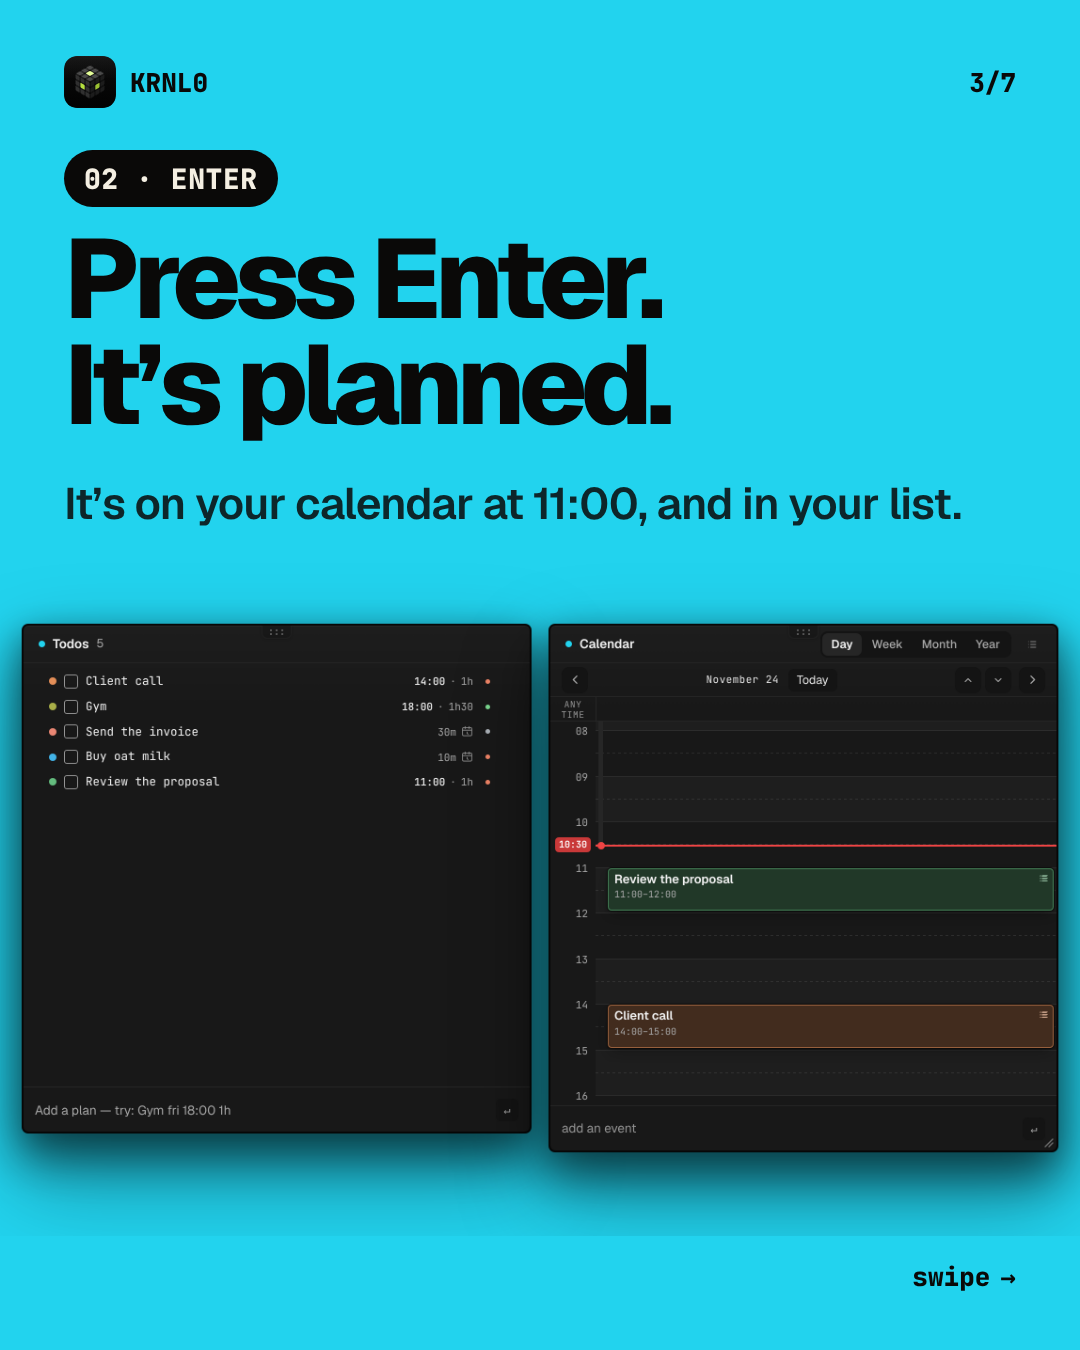 KRNL0
3/7
02 · ENTER
Press Enter.
It’s planned.
It’s on your calendar at 11:00, and in your list.
Todos 5
Client call 14:00 · 1h
Gym 18:00 · 1h30
Send the invoice 30m
Buy oat milk 10m
Review the proposal 11:00 · 1h
Add a plan — try: Gym fri 18:00 1h
Calendar
Day Week Month Year
November 24 Today
ANY
TIME
08
09
10
10:30
11
Review the proposal
11:00–12:00
12
13
14
Client call
14:00–15:00
15
16
add an event
swipe →